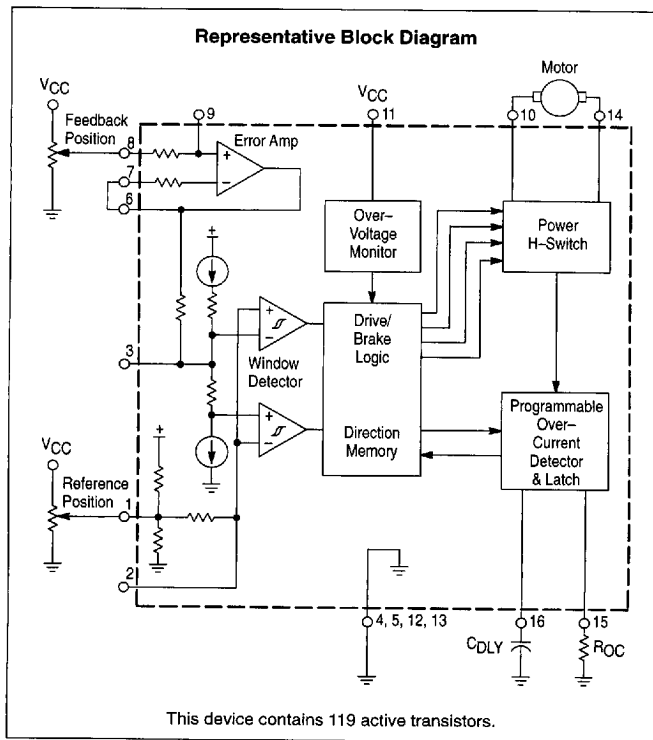 Representative Block Diagram
Motor
VCC
Feedback
Position
9
VCC
11
10
14
8
Error Amp
+
7
–
6
+
Over–
Voltage
Monitor
Power
H–Switch
+
–
3
Window
Detector
Drive/
Brake
Logic
+
–
Direction
Memory
Programmable
Over–
Current
Detector
& Latch
VCC
+
Reference
Position
1
2
4, 5, 12, 13
16
15
CDLY
ROC
This device contains 119 active transistors.